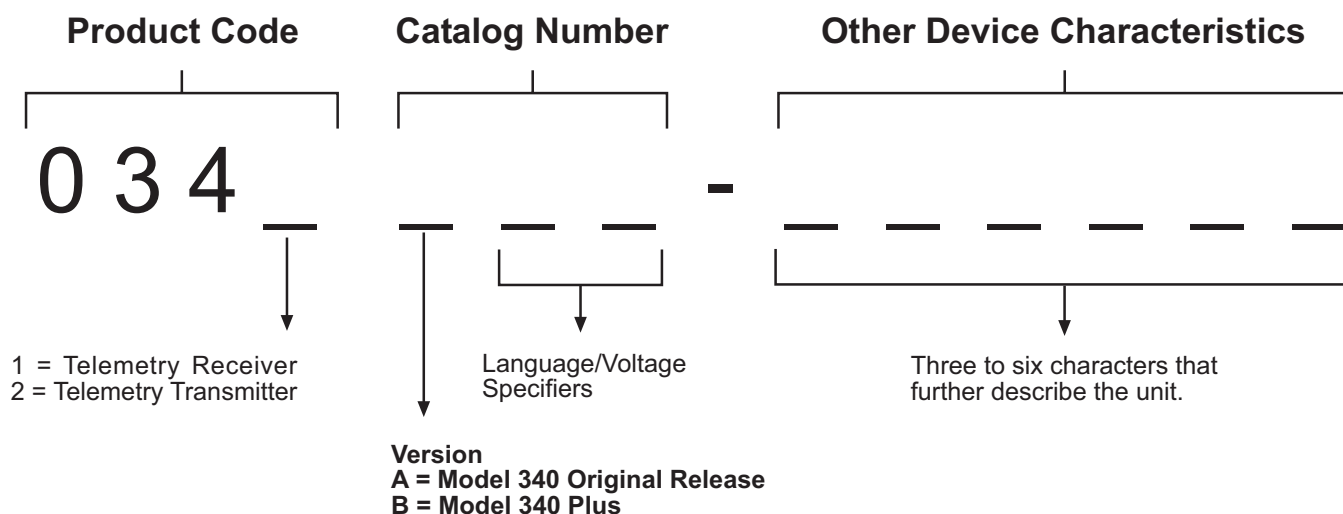 Product Code Catalog Number Other Device Characteristics
0 3 4 _ _ _ _ - _ _ _ _ _ _
1 = Telemetry Receiver
2 = Telemetry Transmitter
Language/Voltage
Specifiers
Three to six characters that
further describe the unit.
Version
A = Model 340 Original Release
B = Model 340 Plus